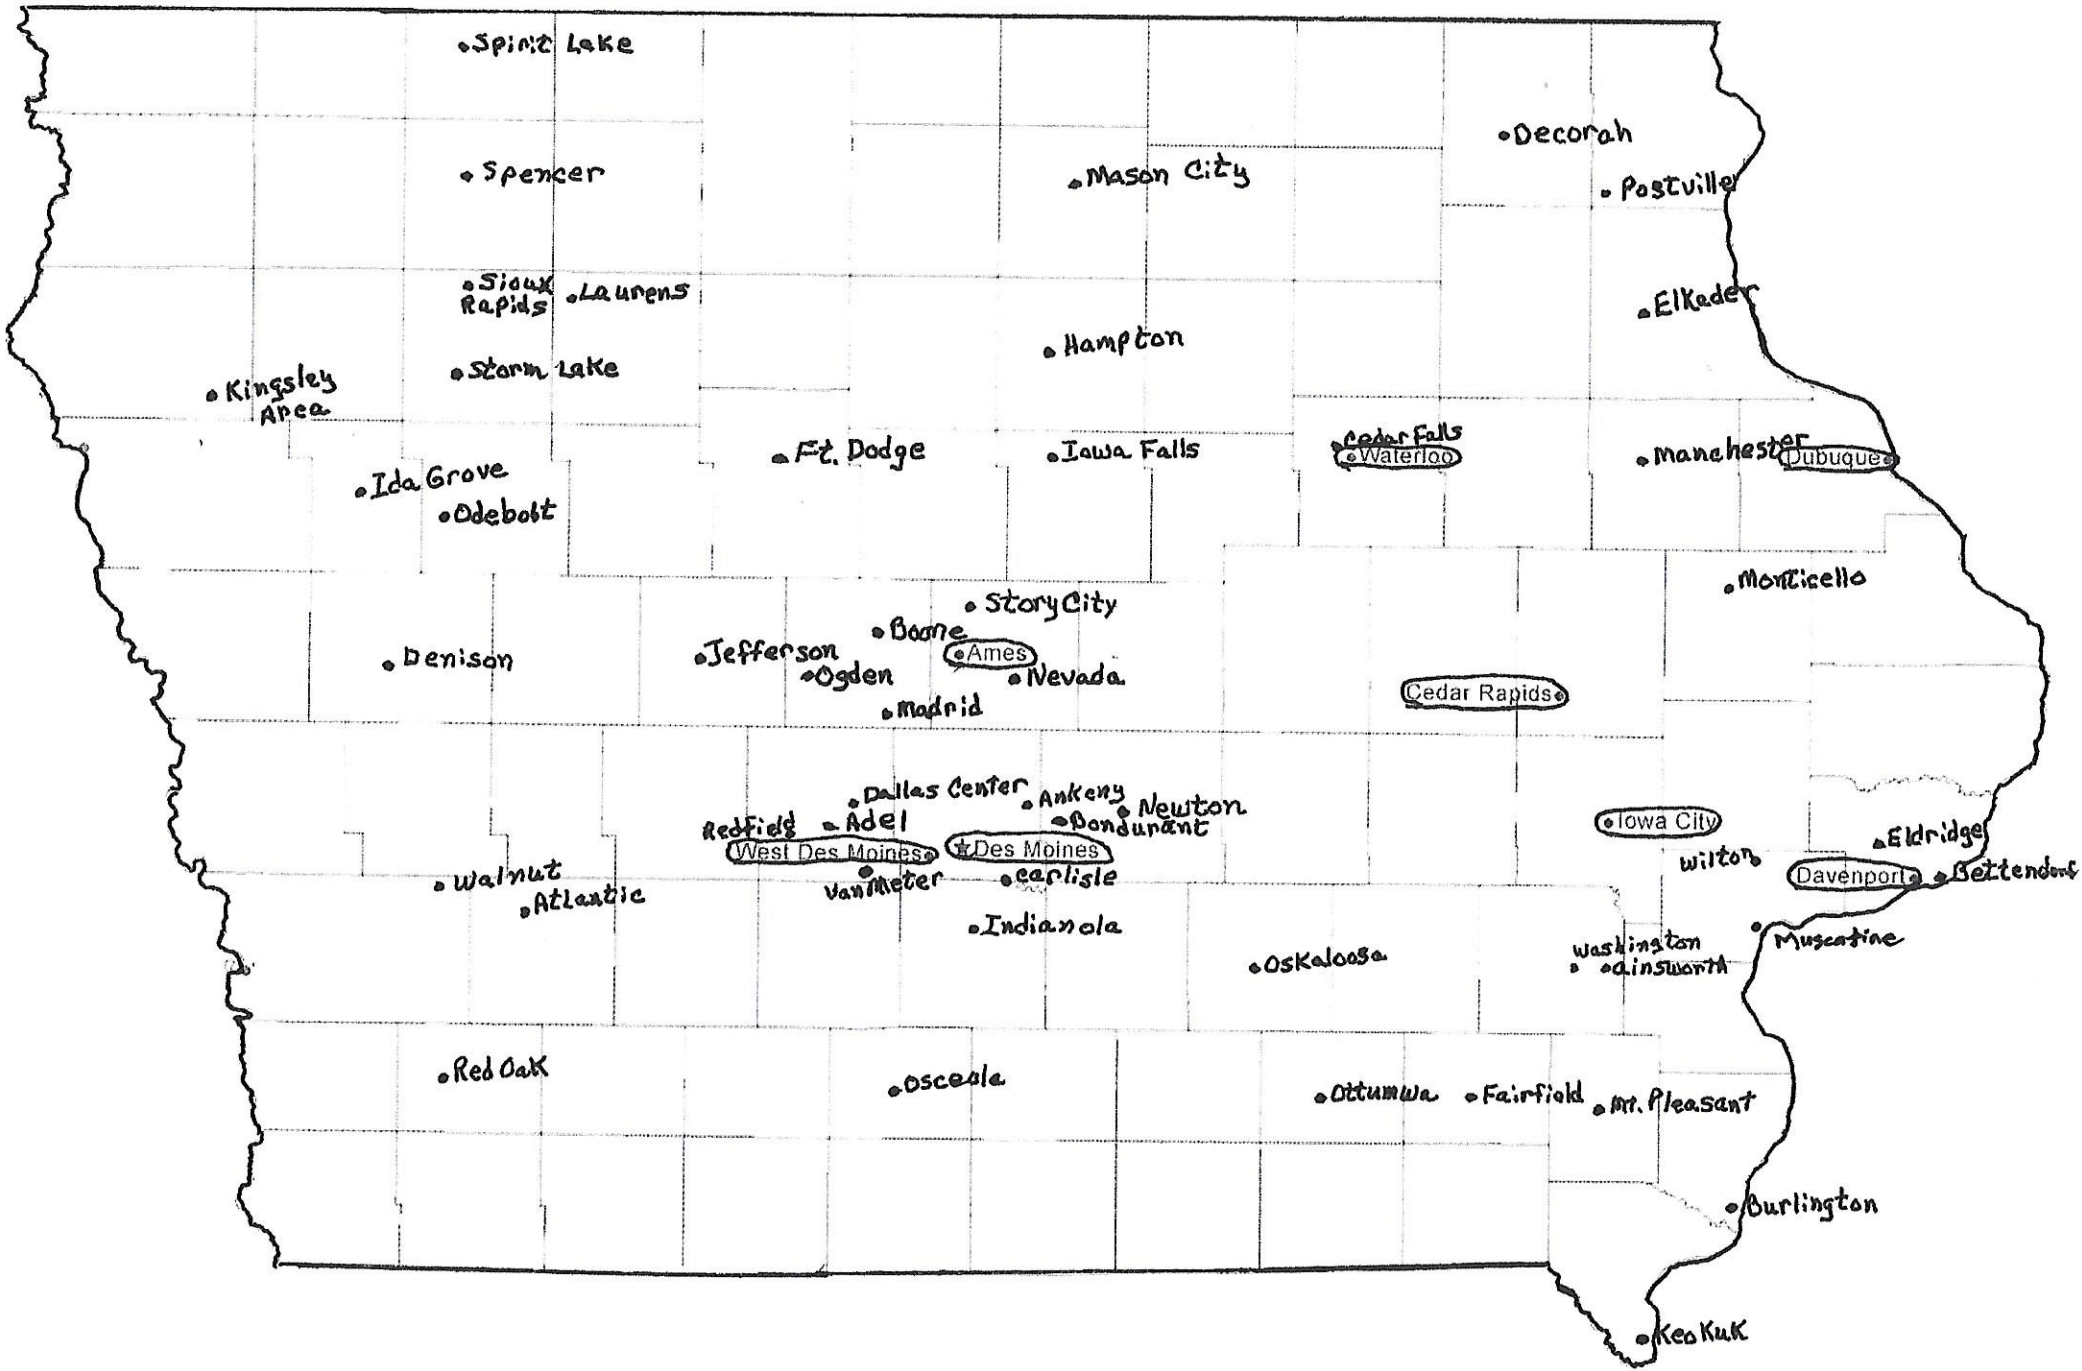 Spirit Lake
Decorah
Spencer
Mason City
Postville
Sioux
Rapids
Laurens
Elkader
Hampton
Storm Lake
Kingsley
Area
Ft. Dodge
Iowa Falls
Cedar Falls
Waterloo
Manchester
Dubuque
Ida Grove
Odebolt
Monticello
Story City
Boone
Denison
Jefferson
Ames
Ogden
Nevada
Cedar Rapids
Madrid
Dallas Center
Ankeny
Newton
Redfield
Adel
Bondurant
Iowa City
Eldridge
West Des Moines
Des Moines
Wilton
Walnut
Van Meter
Carlisle
Davenport
Bettendorf
Atlantic
Indianola
Muscatine
Washington
Oskaloosa
Ainsworth
Red Oak
Osceola
Ottumwa
Fairfield
Mt. Pleasant
Burlington
Keokuk